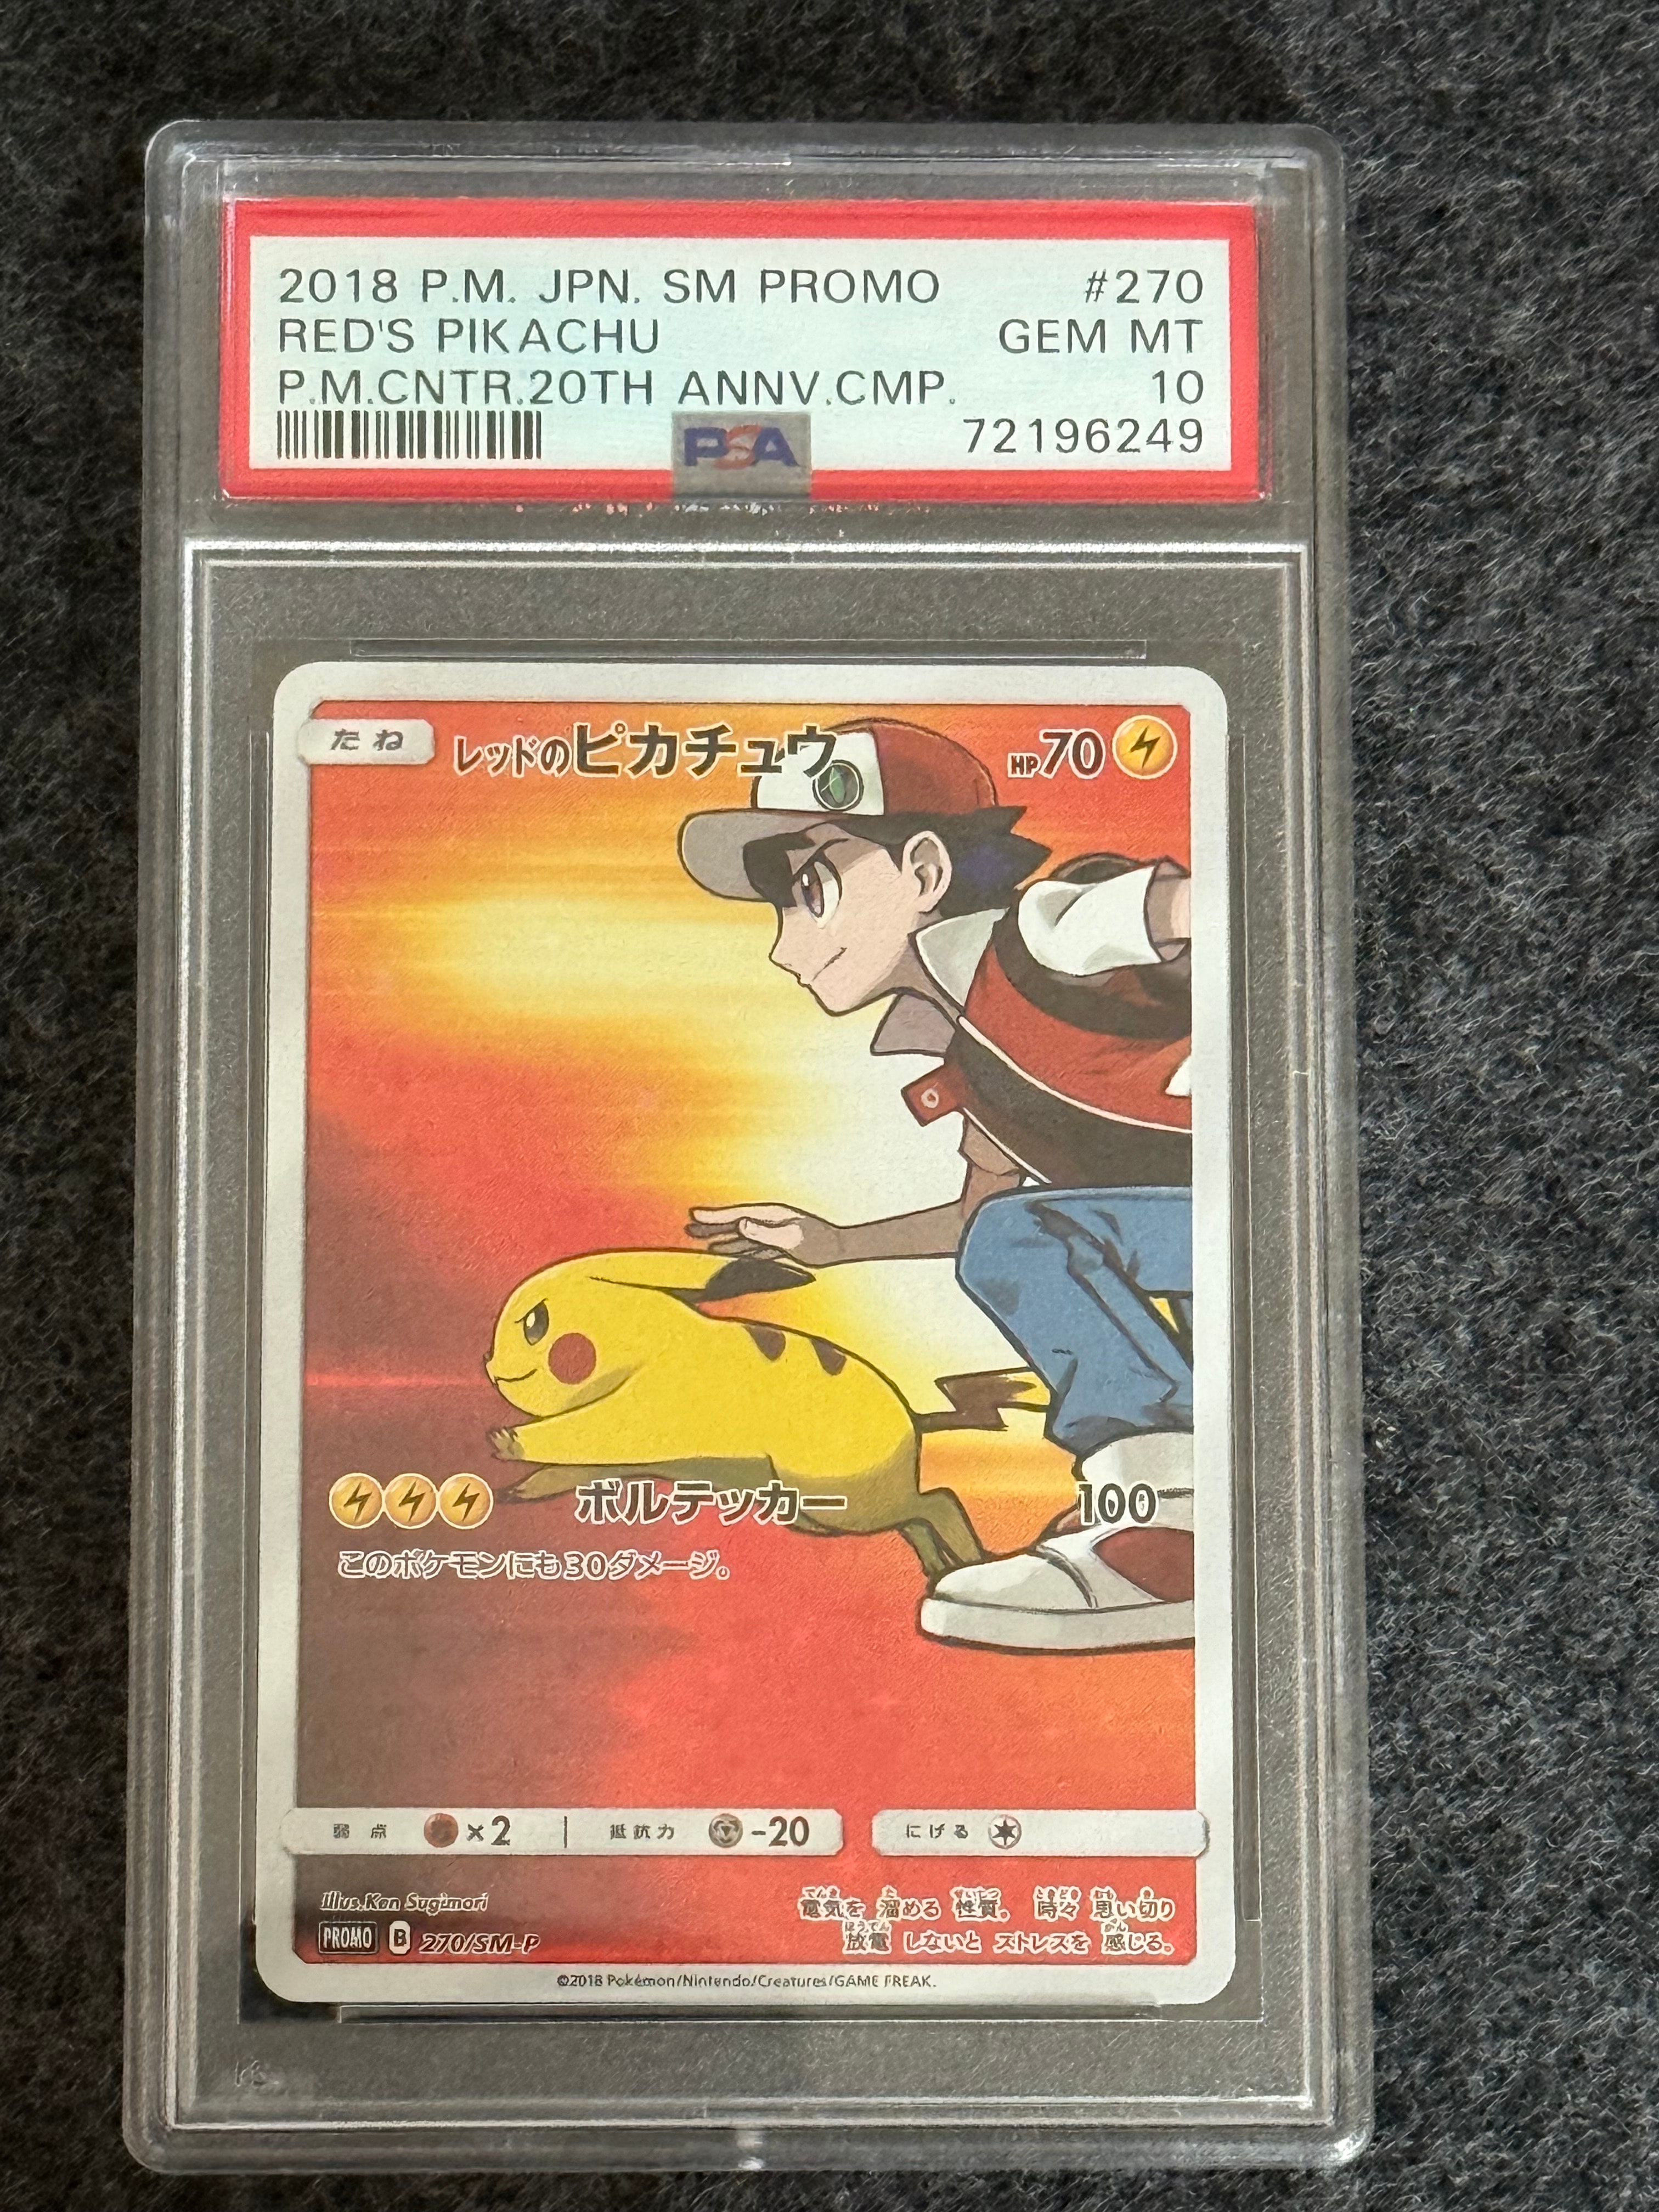 2018 P.M. JPN. SM PROMO #270
RED'S PIKACHU GEM MT
P.M.CNTR.20TH ANNV.CMP. 10
PSA 72196249
たね レッドのピカチュウ HP70
ボルテッカー 100
このポケモンにも30ダメージ。
弱点 ×2 抵抗力 -20 にげる
Illus.Ken Sugimori
電気を 溜める 性質。 時々 思い切り
放電 しないと ストレスを 感じる。
PROMO B 270/SM-P
©2018 Pokémon/Nintendo/Creatures/GAME FREAK.